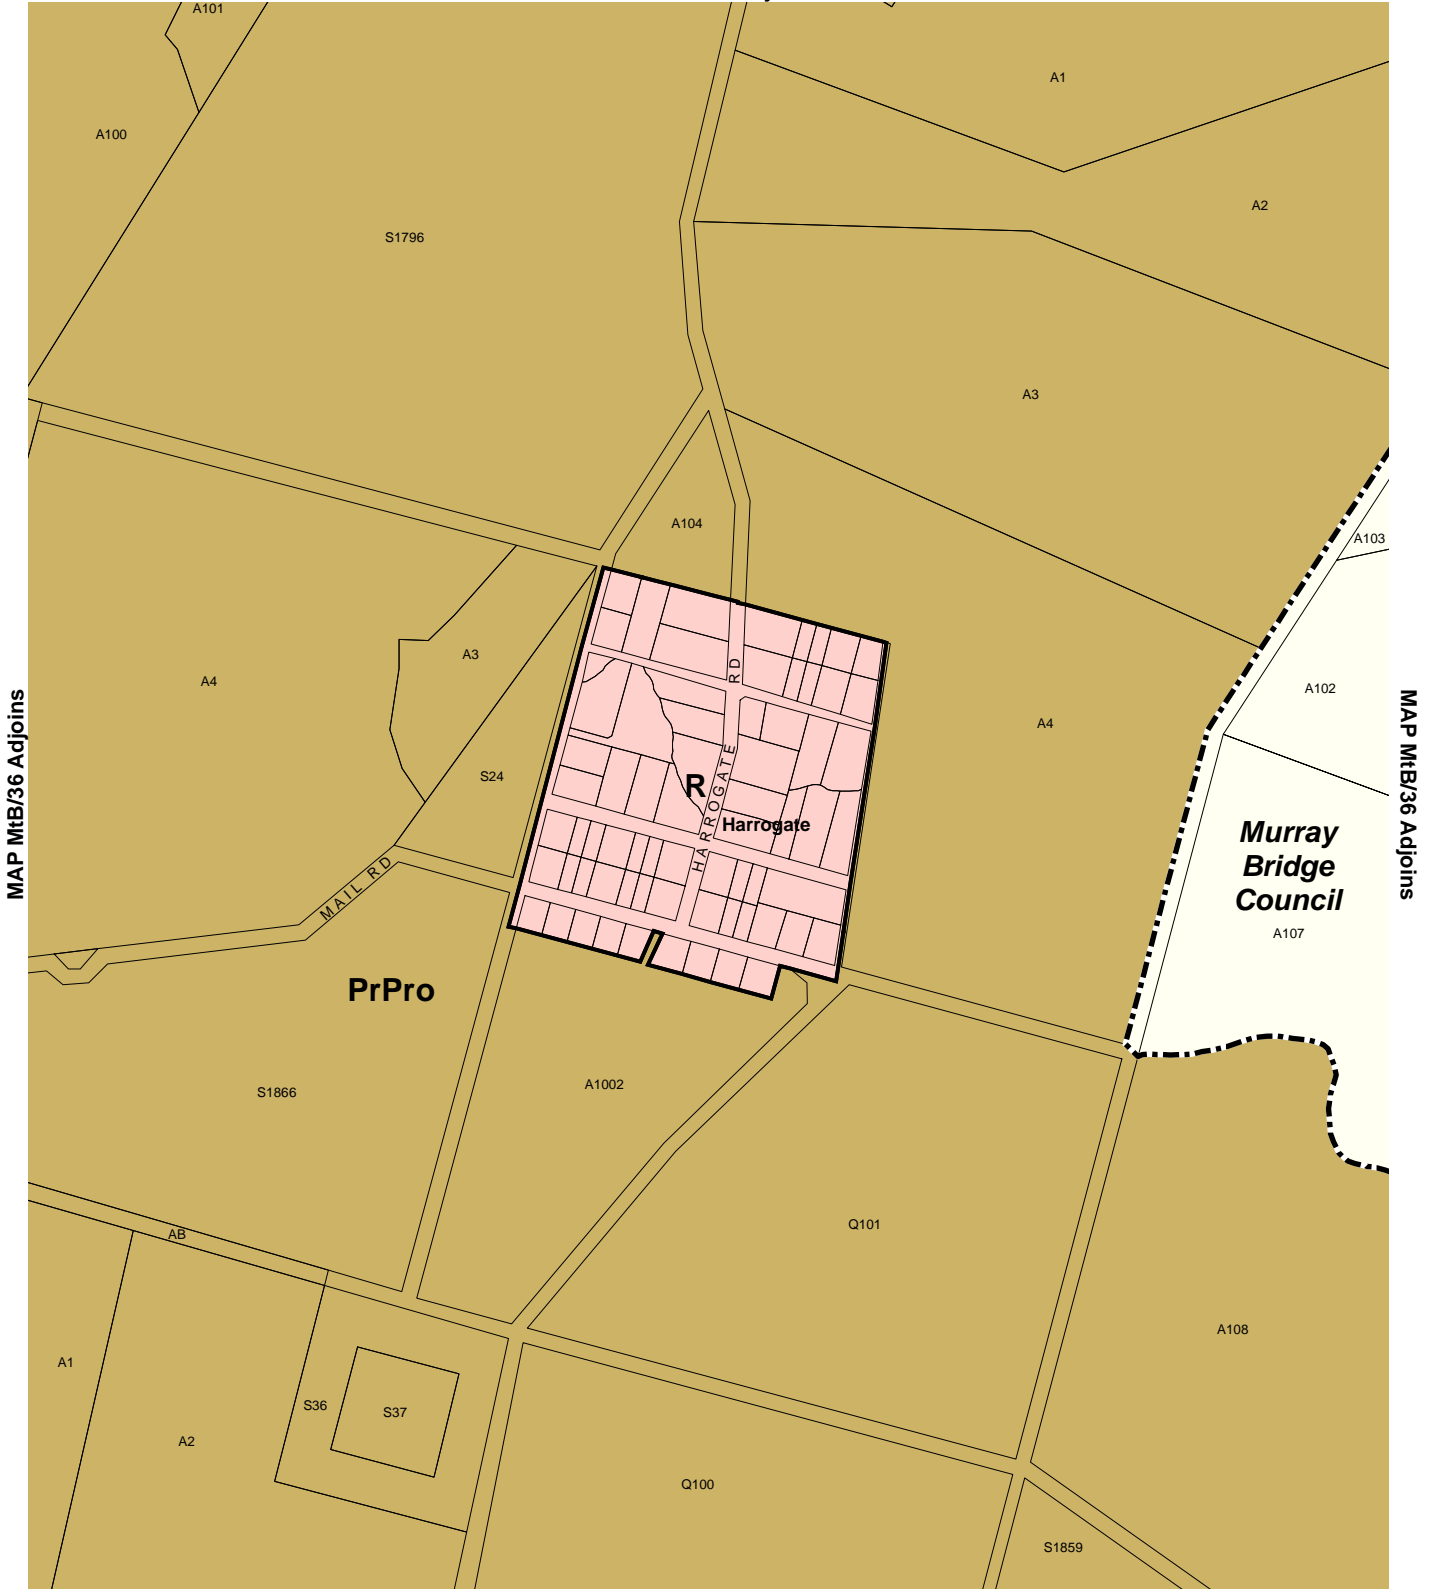 A101
A1
A100
A2
S1796
A3
A104
A103
A3
A4
RD
A102
A4
S24
MAP MtB/36 Adjoins
MAP MtB/36 Adjoins
HARROGATE
R
Harrogate
Murray
Bridge
Council
A107
MAIL RD
PrPro
A1002
S1866
Q101
AB
A108
A1
S36
S37
A2
Q100
S1859